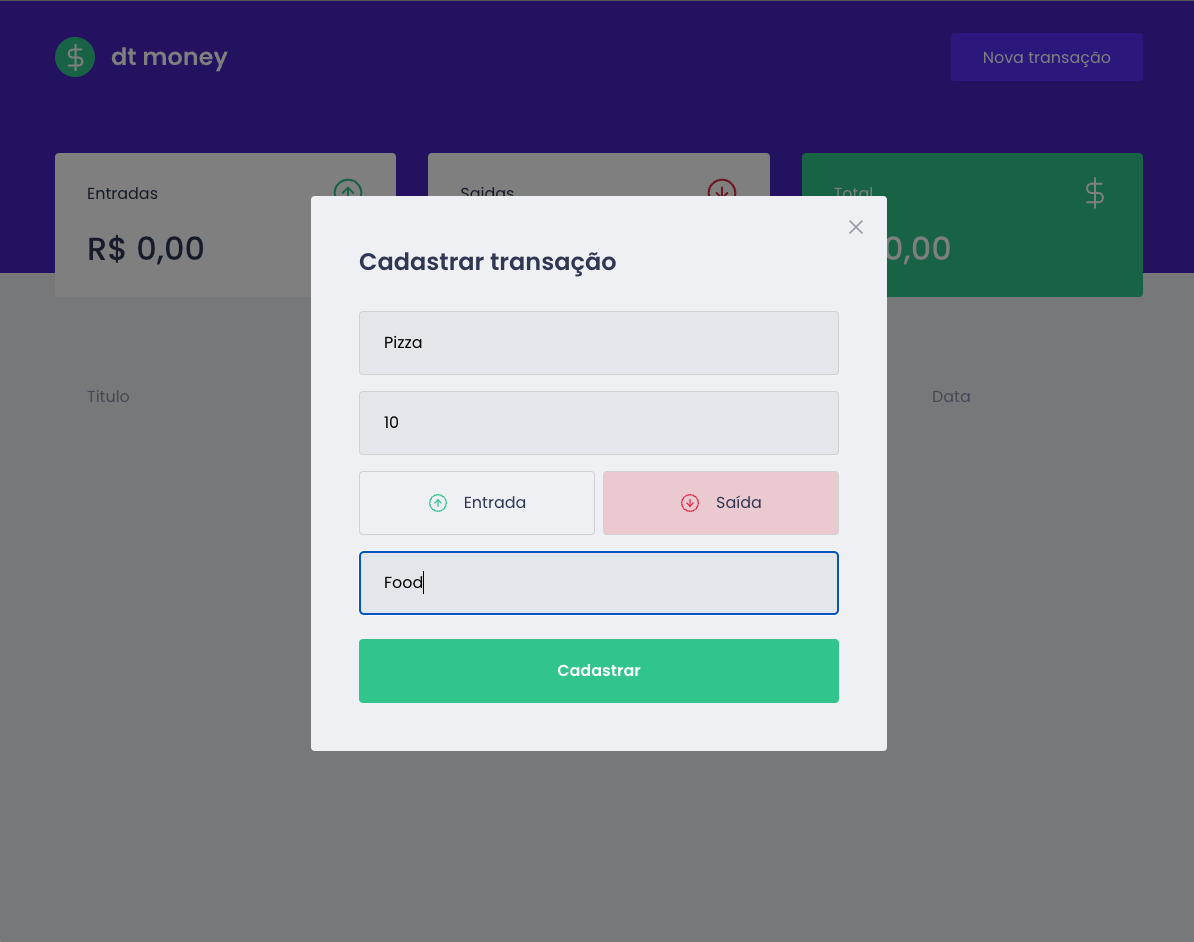 dt money
Nova transação
Entradas
Saidas
Total
R$ 0,00
0,00
Cadastrar transação
Pizza
Titulo
Data
10
Entrada
Saída
Food
Cadastrar